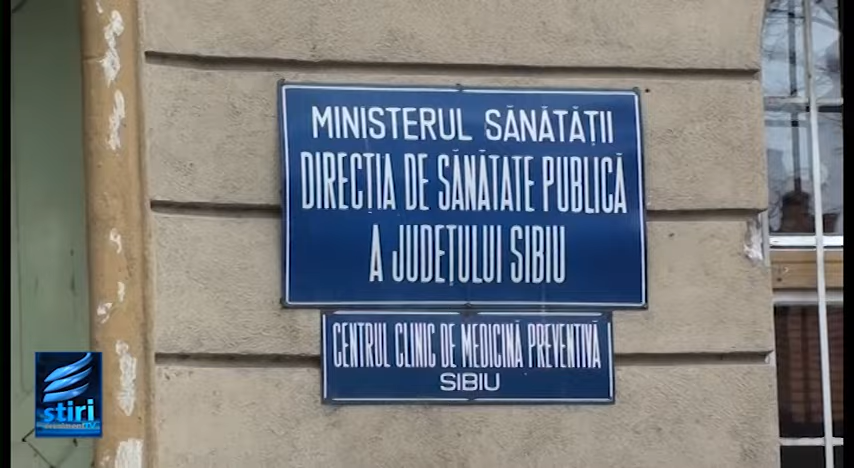 MINISTERUL SĂNĂTĂȚII
DIRECȚIA DE SĂNĂTATE PUBLICĂ
A JUDEȚULUI SIBIU
CENTRUL CLINIC DE MEDICINĂ PREVENTIVĂ
SIBIU
stiri